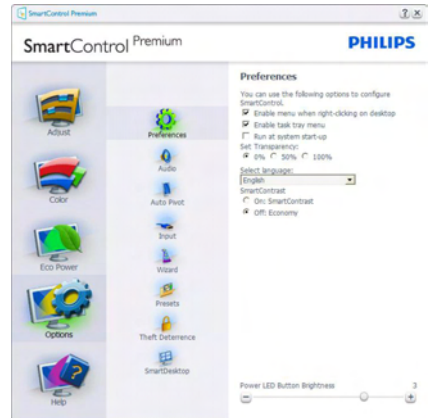 SmartControl Premium
SmartControl Premium
PHILIPS
Adjust
Color
Eco Power
Options
Help
Preferences
Audio
Auto Pivot
Input
Wizard
Presets
Theft Deterrence
SmartDesktop
Preferences
You can use the following options to configure
SmartControl.
Enable menu when right-clicking on desktop
Enable task tray menu
Run at system start-up
Set Transparency:
0% 50% 100%
Select language:
English
SmartContrast
On: SmartContrast
Off: Economy
Power LED Button Brightness 3